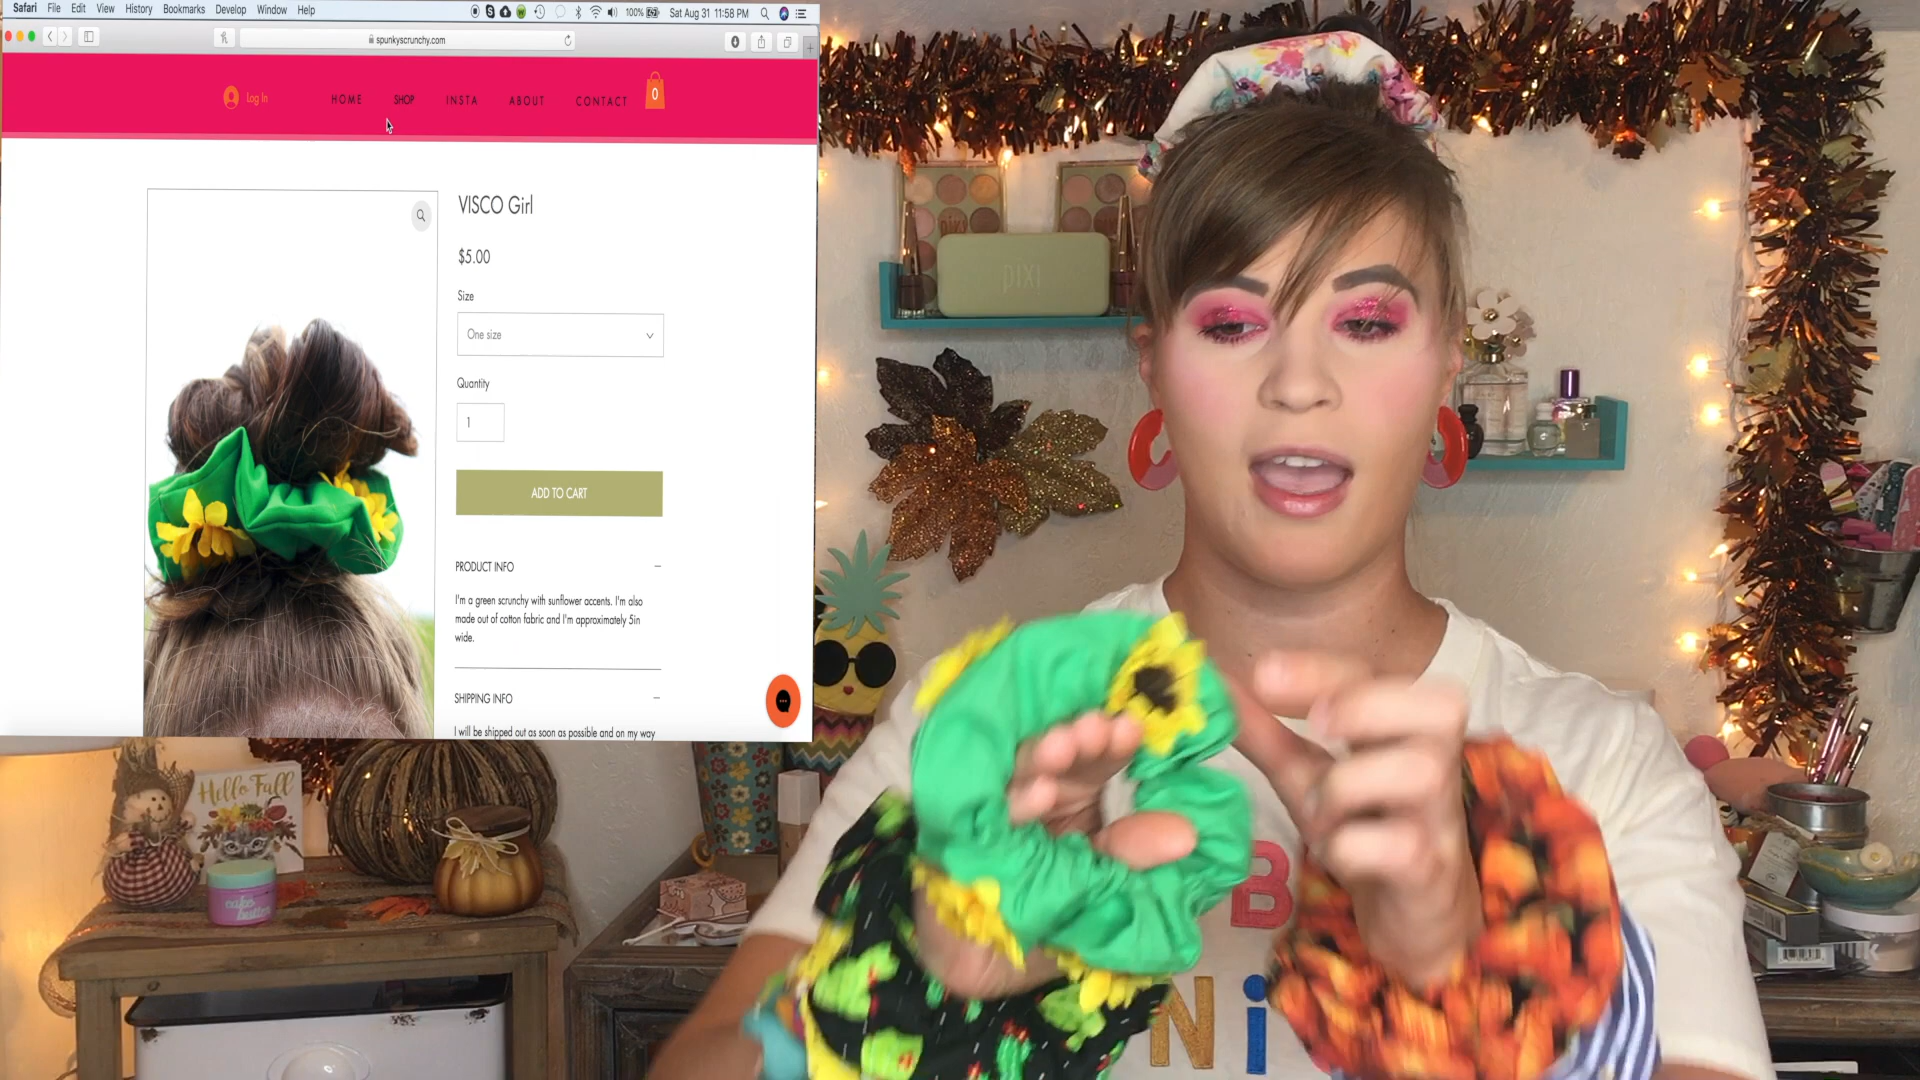 Safari File Edit View History Bookmarks Develop Window Help 100% Sat Aug 31 11:58 PM
spunkyscrunchy.com
Log In HOME SHOP INSTA ABOUT CONTACT 0
VISCO Girl
$5.00
Size
One size
Quantity
1
ADD TO CART
PRODUCT INFO
I'm a green scrunchy with sunflower accents. I'm also
made out of cotton fabric and I'm approximately 5in
wide.
SHIPPING INFO
I will be shipped out as soon as possible and on my way
pixi
Hello Fall
cake
butter
B
Ni